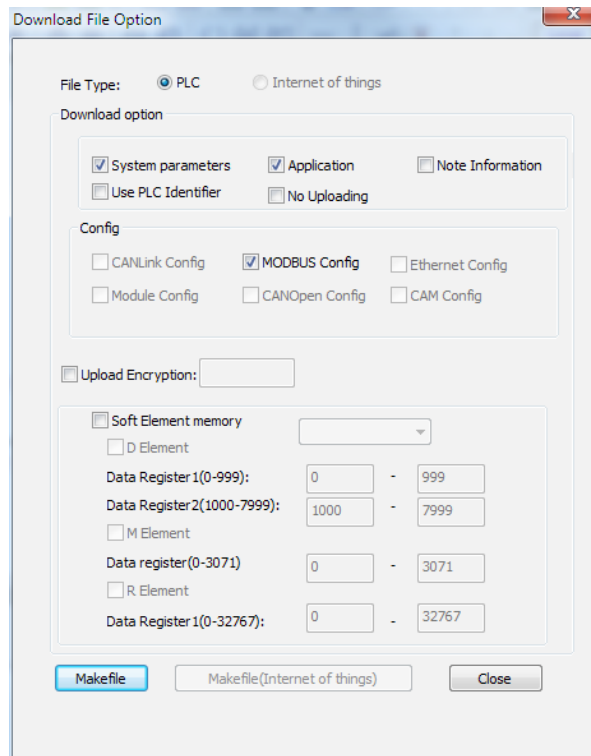 Download File Option
File Type: PLC Internet of things
Download option
System parameters Application Note Information
Use PLC Identifier No Uploading
Config
CANLink Config MODBUS Config Ethernet Config
Module Config CANOpen Config CAM Config
Upload Encryption:
Soft Element memory
D Element
Data Register1(0-999): 0 - 999
Data Register2(1000-7999): 1000 - 7999
M Element
Data register(0-3071) 0 - 3071
R Element
Data Register1(0-32767): 0 - 32767
Makefile Makefile(Internet of things) Close